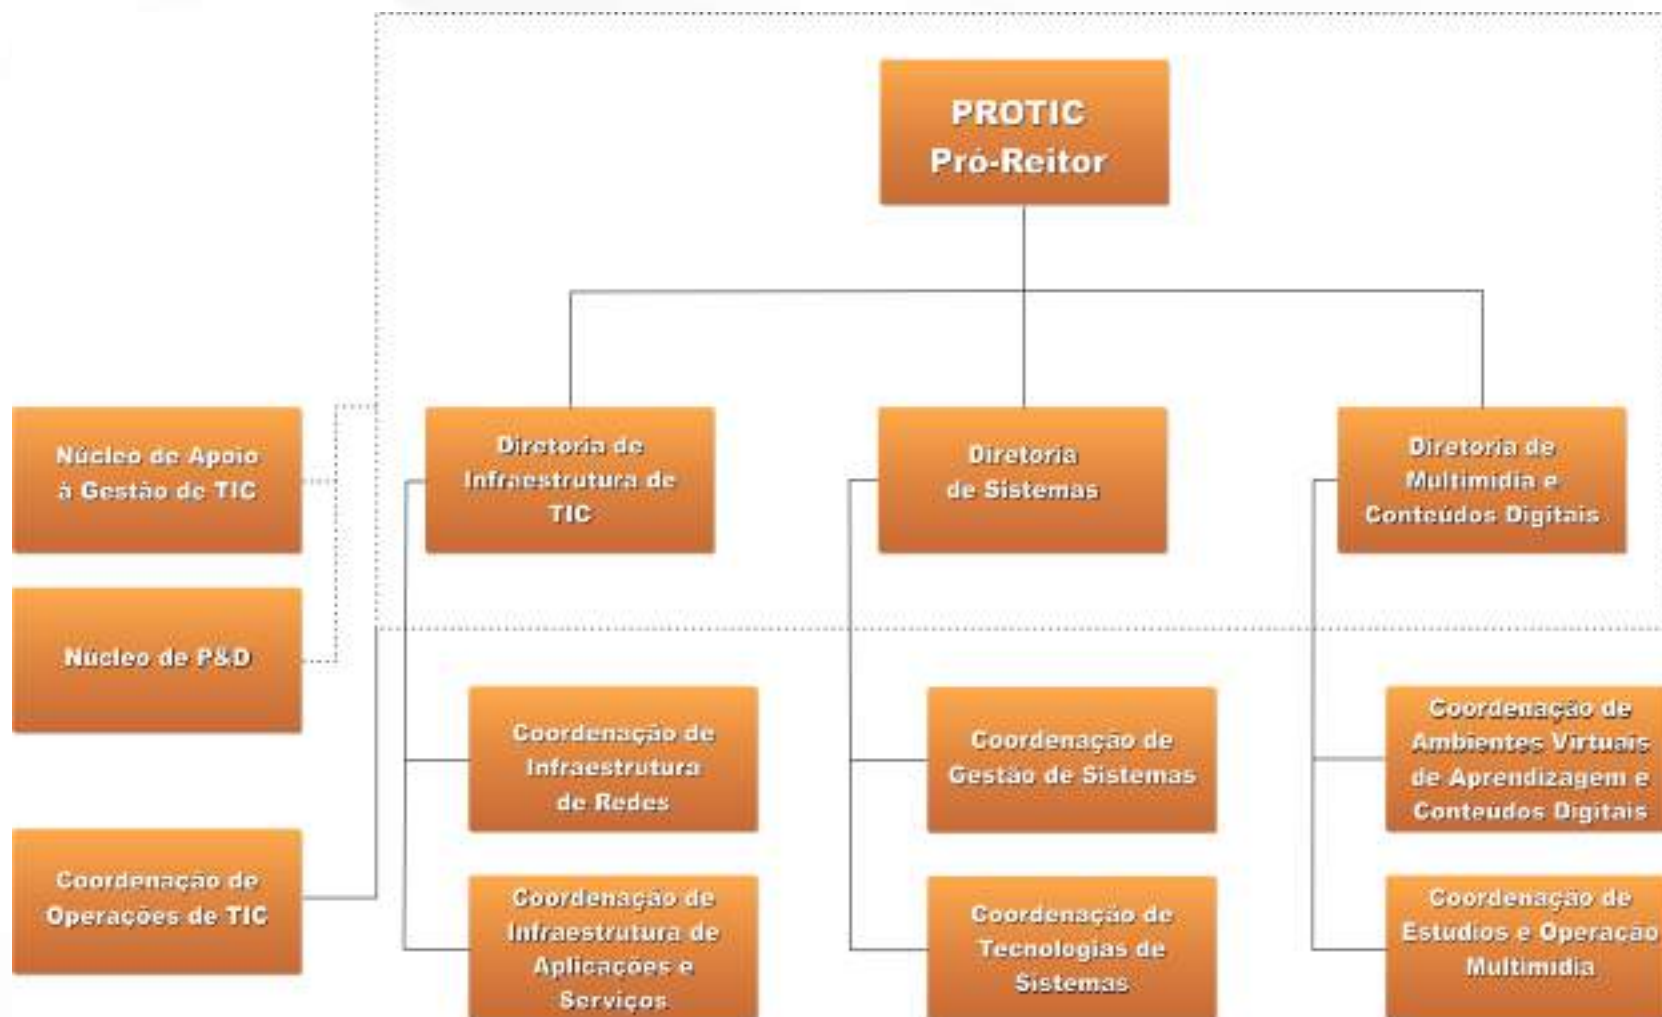 PROTIC
Pró-Reitor
Núcleo de Apoio
à Gestão de TIC
Diretoria de
Infraestrutura de
TIC
Diretoria
de Sistemas
Diretoria de
Multimídia e
Conteúdos Digitais
Núcleo de P&D
Coordenação de
Infraestrutura
de Redes
Coordenação de
Gestão de Sistemas
Coordenação de
Ambientes Virtuais
de Aprendizagem e
Conteúdos Digitais
Coordenação de
Operações de TIC
Coordenação de
Infraestrutura de
Aplicações e
Serviços
Coordenação de
Tecnologias de
Sistemas
Coordenação de
Estudios e Operação
Multimídia